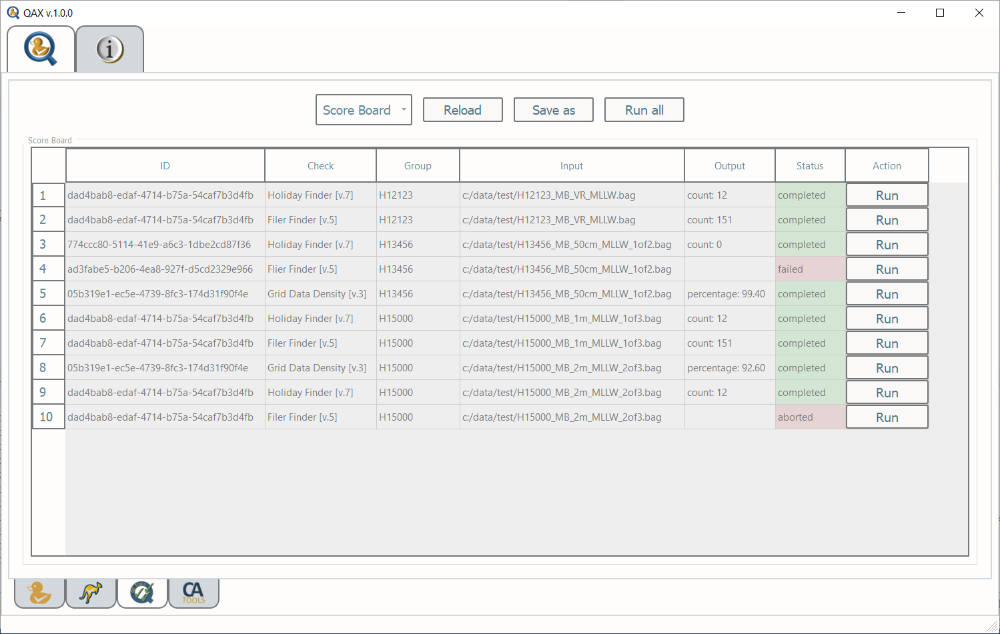 QAX v.1.0.0
i
Score Board Reload Save as Run all
Score Board
ID Check Group Input Output Status Action
1 dad4bab8-edaf-4714-b75a-54caf7b3d4fb Holiday Finder [v.7] H12123 c:/data/test/H12123_MB_VR_MLLW.bag count: 12 completed Run
2 dad4bab8-edaf-4714-b75a-54caf7b3d4fb Filer Finder [v.5] H12123 c:/data/test/H12123_MB_VR_MLLW.bag count: 151 completed Run
3 774ccc80-5114-41e9-a6c3-1dbe2cd87f36 Holiday Finder [v.7] H13456 c:/data/test/H13456_MB_50cm_MLLW_1of2.bag count: 0 completed Run
4 ad3fabe5-b206-4ea8-927f-d5cd2329e966 Flier Finder [v.5] H13456 c:/data/test/H13456_MB_50cm_MLLW_1of2.bag failed Run
5 05b319e1-ec5e-4739-8fc3-174d31f90f4e Grid Data Density [v.3] H13456 c:/data/test/H13456_MB_50cm_MLLW_1of2.bag percentage: 99.40 completed Run
6 dad4bab8-edaf-4714-b75a-54caf7b3d4fb Holiday Finder [v.7] H15000 c:/data/test/H15000_MB_1m_MLLW_1of3.bag count: 12 completed Run
7 dad4bab8-edaf-4714-b75a-54caf7b3d4fb Filer Finder [v.5] H15000 c:/data/test/H15000_MB_1m_MLLW_1of3.bag count: 151 completed Run
8 05b319e1-ec5e-4739-8fc3-174d31f90f4e Grid Data Density [v.3] H15000 c:/data/test/H15000_MB_2m_MLLW_2of3.bag percentage: 92.60 completed Run
9 dad4bab8-edaf-4714-b75a-54caf7b3d4fb Holiday Finder [v.7] H15000 c:/data/test/H15000_MB_2m_MLLW_2of3.bag count: 12 completed Run
10 dad4bab8-edaf-4714-b75a-54caf7b3d4fb Filer Finder [v.5] H15000 c:/data/test/H15000_MB_2m_MLLW_2of3.bag aborted Run
QC TOOLS
CA
TOOLS